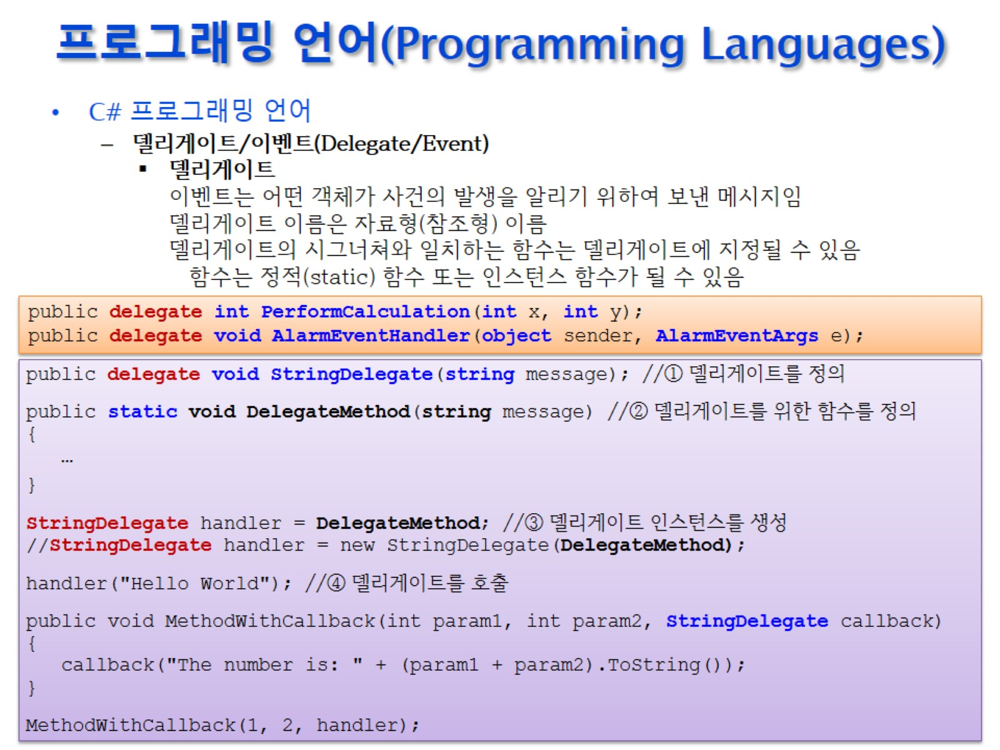 프로그래밍 언어(Programming Languages)
• C# 프로그래밍 언어
– 델리게이트/이벤트(Delegate/Event)
▪ 델리게이트
이벤트는 어떤 객체가 사건의 발생을 알리기 위하여 보낸 메시지임
델리게이트 이름은 자료형(참조형) 이름
델리게이트의 시그너쳐와 일치하는 함수는 델리게이트에 지정될 수 있음
함수는 정적(static) 함수 또는 인스턴스 함수가 될 수 있음
public delegate int PerformCalculation(int x, int y);
public delegate void AlarmEventHandler(object sender, AlarmEventArgs e);
public delegate void StringDelegate(string message); //① 델리게이트를 정의
public static void DelegateMethod(string message) //② 델리게이트를 위한 함수를 정의
{
…
}
StringDelegate handler = DelegateMethod; //③ 델리게이트 인스턴스를 생성
//StringDelegate handler = new StringDelegate(DelegateMethod);
handler("Hello World"); //④ 델리게이트를 호출
public void MethodWithCallback(int param1, int param2, StringDelegate callback)
{
callback("The number is: " + (param1 + param2).ToString());
}
MethodWithCallback(1, 2, handler);